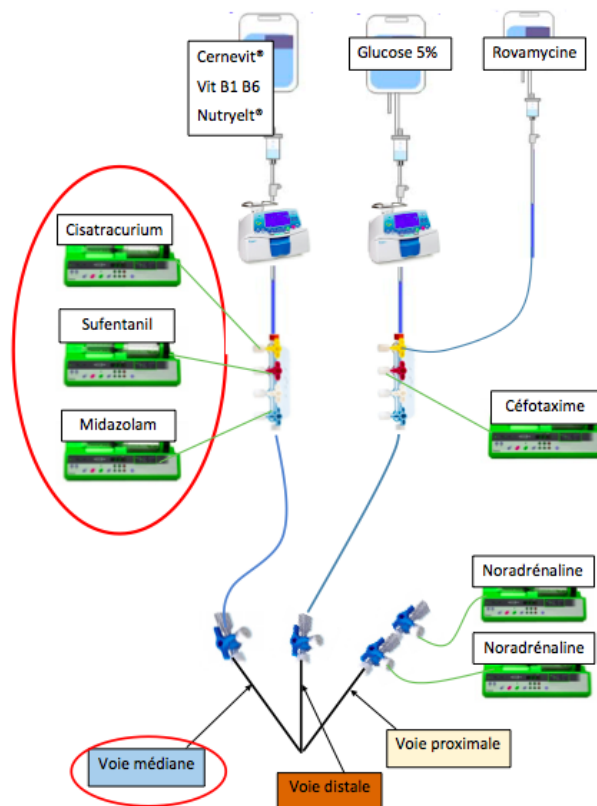 Cernevit®
Vit B1 B6
Nutryelt®
Glucose 5%
Rovamycine
Cisatracurium
Sufentanil
Midazolam
Céfotaxime
Noradrénaline
Noradrénaline
Voie proximale
Voie médiane
Voie distale